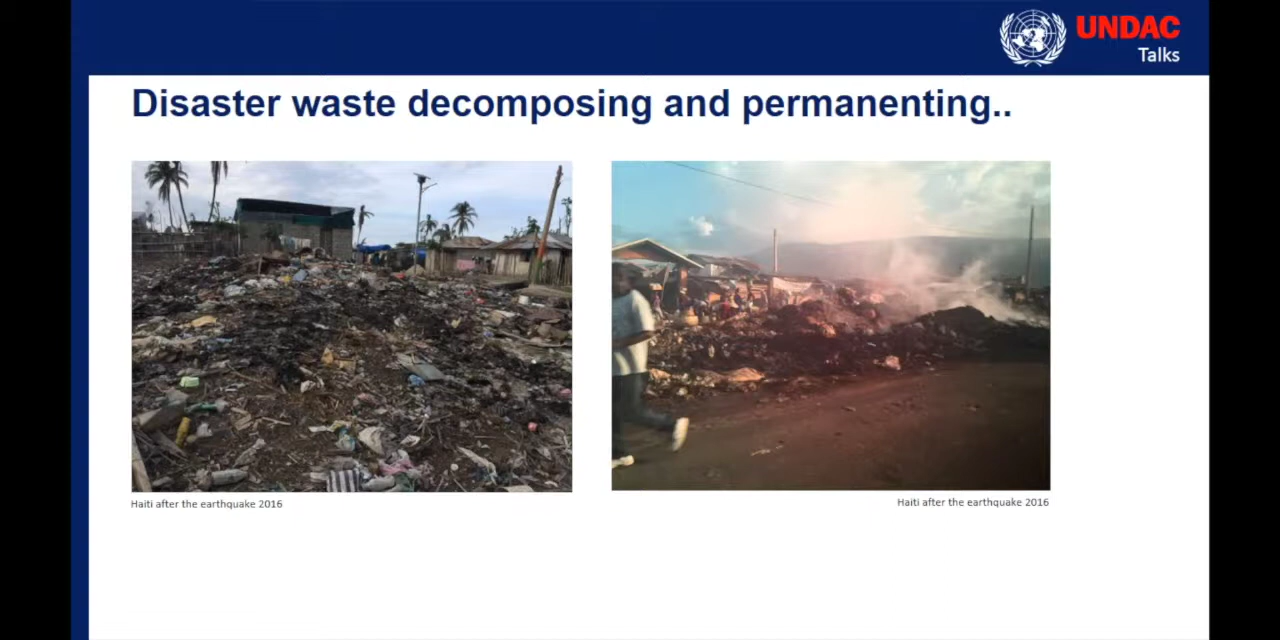 UNDAC
Talks
Disaster waste decomposing and permanenting..
Haiti after the earthquake 2016
Haiti after the earthquake 2016